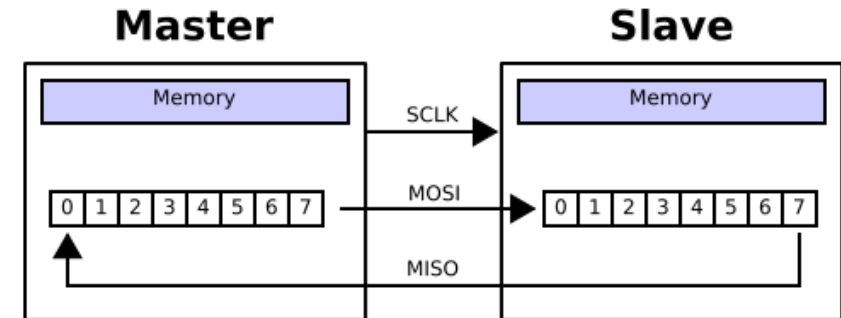 Master Slave
Memory Memory
SCLK
MOSI
0 1 2 3 4 5 6 7 0 1 2 3 4 5 6 7
MISO